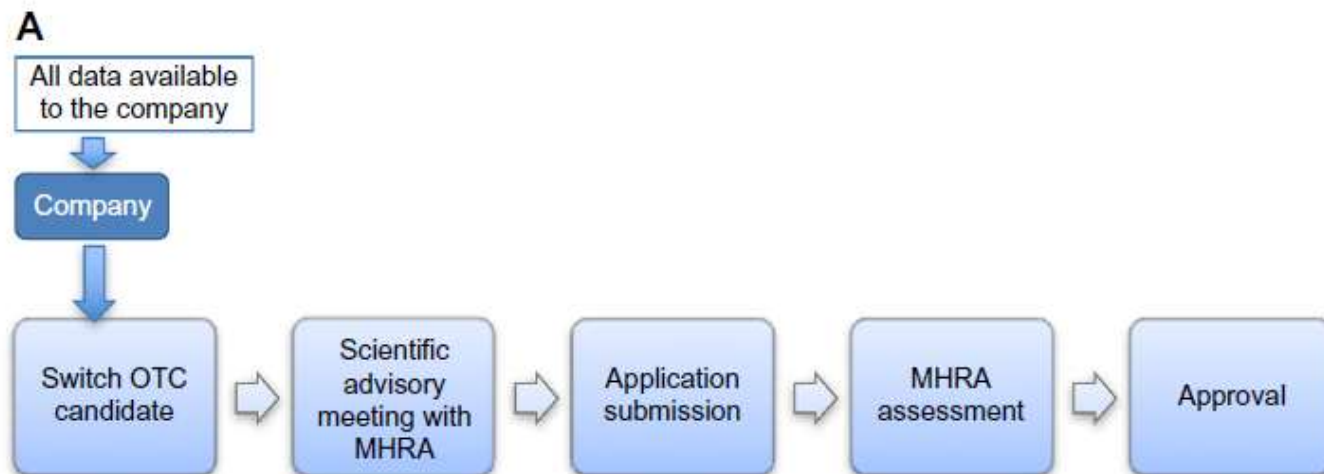 A
All data available
to the company
Company
Switch OTC
candidate
Scientific
advisory
meeting with
MHRA
Application
submission
MHRA
assessment
Approval